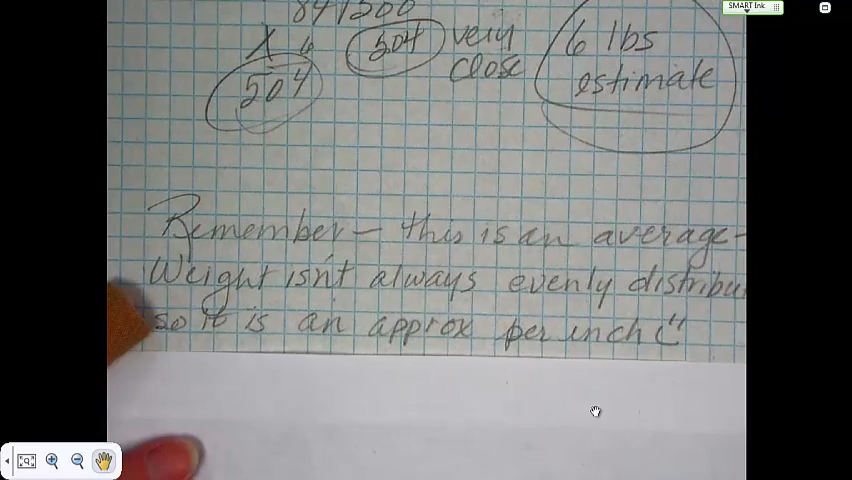 84/500
X 6 504 very
close
504
6 lbs
estimate
Remember - this is an average -
Weight isn't always evenly distribu
so it is an approx per inch
SMART Ink